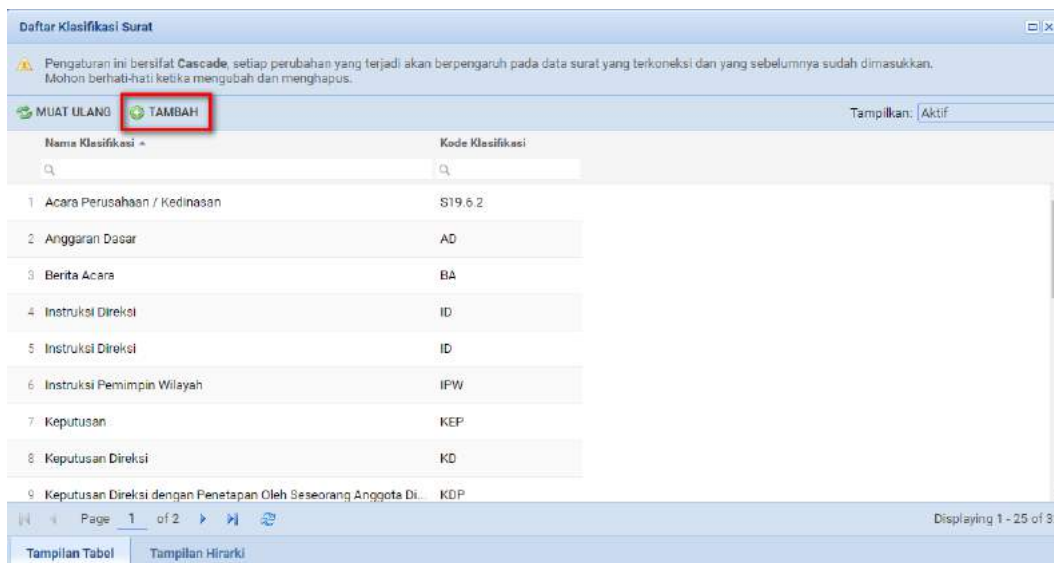 Daftar Klasifikasi Surat
Pengaturan ini bersifat Cascade, setiap perubahan yang terjadi akan berpengaruh pada data surat yang terkoneksi dan yang sebelumnya sudah dimasukkan.
Mohon berhati-hati ketika mengubah dan menghapus.
MUAT ULANG TAMBAH Tampilkan: Aktif
Nama Klasifikasi Kode Klasifikasi
1 Acara Perusahaan / Kedinasan S19.6.2
2 Anggaran Dasar AD
3 Berita Acara BA
4 Instruksi Direksi ID
5 Instruksi Direksi ID
6 Instruksi Pemimpin Wilayah IPW
7 Keputusan KEP
8 Keputusan Direksi KD
9 Keputusan Direksi dengan Penetapan Oleh Seseorang Anggota Di... KDP
Page 1 of 2 Displaying 1 - 25 of 3
Tampilan Tabel Tampilan Hirarki